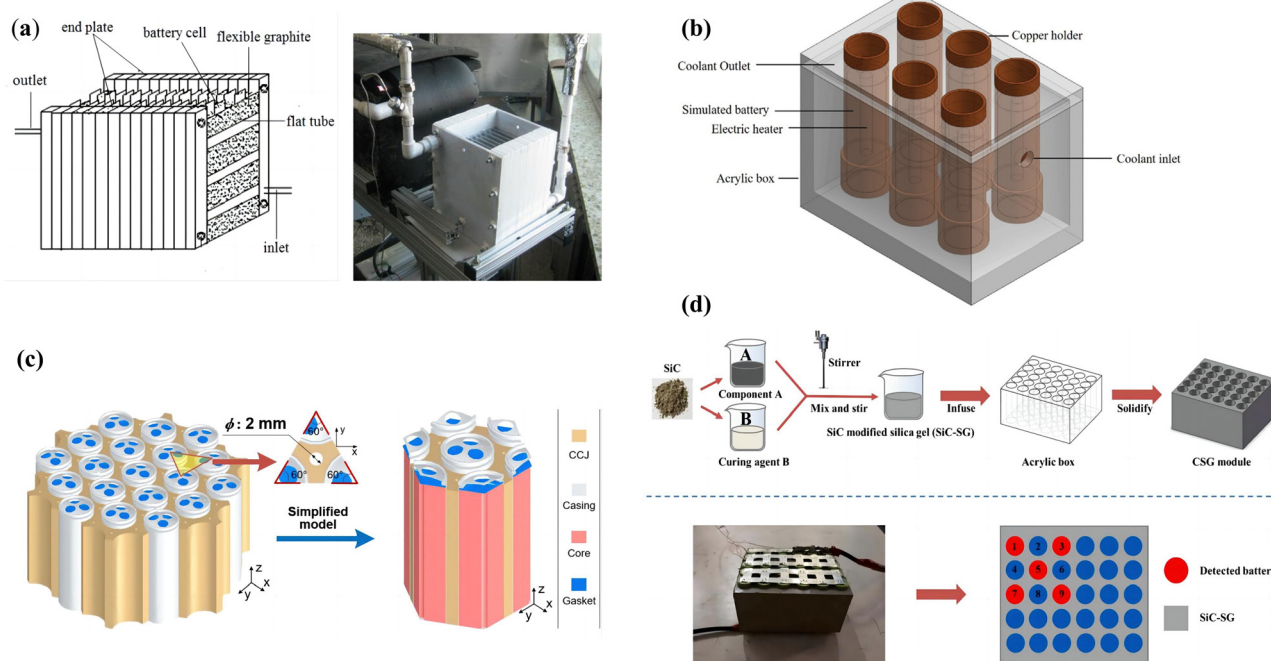 (a)
end plate
battery cell
flexible graphite
outlet
flat tube
inlet
(b)
Copper holder
Coolant Outlet
Simulated battery
Electric heater
Coolant inlet
Acrylic box
(c)
ϕ: 2 mm
60°
y
x
60°
60°
Simplified
model
z
y
x
z
y
x
CCJ
Casing
Core
Gasket
(d)
SiC
A
Component A
B
Curing agent B
Stirrer
Mix and stir
SiC modified silica gel (SiC-SG)
Infuse
Acrylic box
Solidify
CSG module
1 2 3
4 5 6
7 8 9
Detected batter
SiC-SG